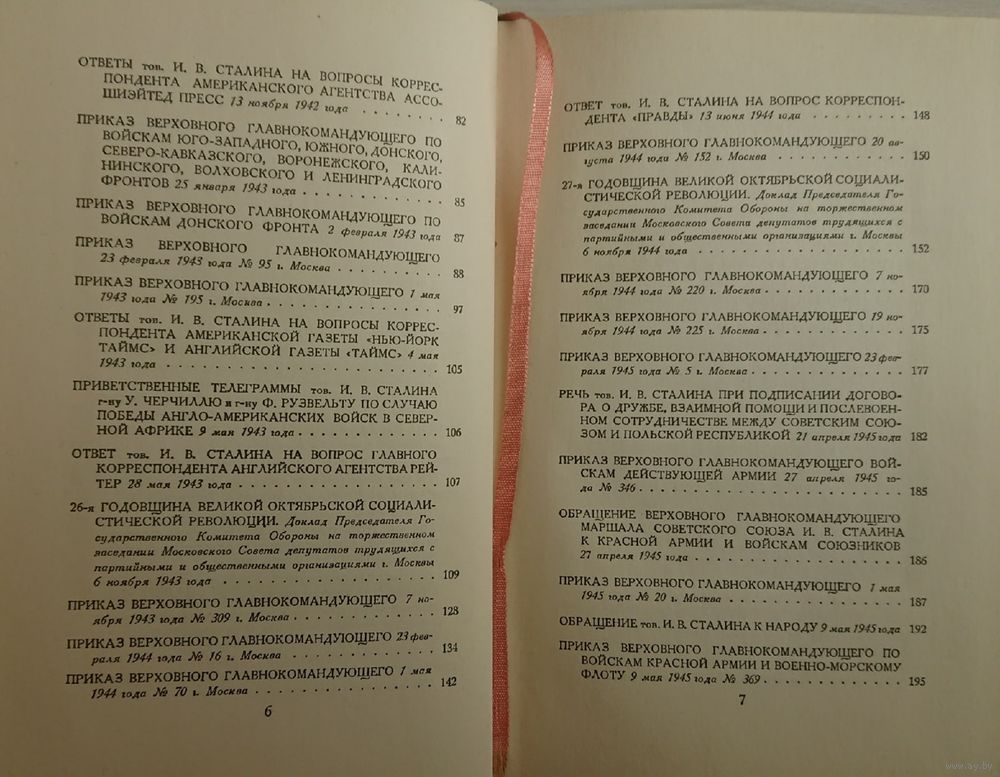 ОТВЕТЫ тов. И. В. СТАЛИНА НА ВОПРОСЫ КОРРЕС-
ПОНДЕНТА АМЕРИКАНСКОГО АГЕНТСТВА АССО-
ШИЭЙТЕД ПРЕСС 13 ноября 1942 года . . . . . . . 82
ПРИКАЗ ВЕРХОВНОГО ГЛАВНОКОМАНДУЮЩЕГО ПО
ВОЙСКАМ ЮГО-ЗАПАДНОГО, ЮЖНОГО, ДОНСКОГО,
СЕВЕРО-КАВКАЗСКОГО, ВОРОНЕЖСКОГО, КАЛИ-
НИНСКОГО, ВОЛХОВСКОГО И ЛЕНИНГРАДСКОГО
ФРОНТОВ 25 января 1943 года . . . . . . . . . . . 85
ПРИКАЗ ВЕРХОВНОГО ГЛАВНОКОМАНДУЮЩЕГО ПО
ВОЙСКАМ ДОНСКОГО ФРОНТА 2 февраля 1943 года 87
ПРИКАЗ ВЕРХОВНОГО ГЛАВНОКОМАНДУЮЩЕГО
23 февраля 1943 года № 95 г. Москва . . . . . . . . 88
ПРИКАЗ ВЕРХОВНОГО ГЛАВНОКОМАНДУЮЩЕГО 1 мая
1943 года № 195 г. Москва . . . . . . . . . . . . . 97
ОТВЕТЫ тов. И. В. СТАЛИНА НА ВОПРОСЫ КОРРЕС-
ПОНДЕНТА АМЕРИКАНСКОЙ ГАЗЕТЫ «НЬЮ-ЙОРК
ТАЙМС» И АНГЛИЙСКОЙ ГАЗЕТЫ «ТАЙМС» 4 мая
1943 года . . . . . . . . . . . . . . . . . . . . 105
ПРИВЕТСТВЕННЫЕ ТЕЛЕГРАММЫ тов. И. В. СТАЛИНА
г-ну У. ЧЕРЧИЛЛЮ и г-ну Ф. РУЗВЕЛЬТУ ПО СЛУЧАЮ
ПОБЕДЫ АНГЛО-АМЕРИКАНСКИХ ВОЙСК В СЕВЕР-
НОЙ АФРИКЕ 9 мая 1943 года . . . . . . . . . . . . 106
ОТВЕТ тов. И. В. СТАЛИНА НА ВОПРОС ГЛАВНОГО
КОРРЕСПОНДЕНТА АНГЛИЙСКОГО АГЕНТСТВА РЕЙ-
ТЕР 28 мая 1943 года . . . . . . . . . . . . . . . 107
26-я ГОДОВЩИНА ВЕЛИКОЙ ОКТЯБРЬСКОЙ СОЦИАЛИ-
СТИЧЕСКОЙ РЕВОЛЮЦИИ. Доклад Председателя Го-
сударственного Комитета Обороны на торжественном
заседании Московского Совета депутатов трудящихся с
партийными и общественными организациями г. Москвы
6 ноября 1943 года . . . . . . . . . . . . . . . . 109
ПРИКАЗ ВЕРХОВНОГО ГЛАВНОКОМАНДУЮЩЕГО 7 но-
ября 1943 года № 309 г. Москва . . . . . . . . . . . 128
ПРИКАЗ ВЕРХОВНОГО ГЛАВНОКОМАНДУЮЩЕГО 23 фев-
раля 1944 года № 16 г. Москва . . . . . . . . . . . 134
ПРИКАЗ ВЕРХОВНОГО ГЛАВНОКОМАНДУЮЩЕГО 1 мая
1944 года № 70 г. Москва . . . . . . . . . . . . . 142
6
ОТВЕТ тов. И. В. СТАЛИНА НА ВОПРОС КОРРЕСПОН-
ДЕНТА «ПРАВДЫ» 13 июня 1944 года . . . . . . . . . 148
ПРИКАЗ ВЕРХОВНОГО ГЛАВНОКОМАНДУЮЩЕГО 20 ав-
густа 1944 года № 152 г. Москва . . . . . . . . . . 150
27-я ГОДОВЩИНА ВЕЛИКОЙ ОКТЯБРЬСКОЙ СОЦИАЛИ-
СТИЧЕСКОЙ РЕВОЛЮЦИИ. Доклад Председателя Го-
сударственного Комитета Обороны на торжественном
заседании Московского Совета депутатов трудящихся с
партийными и общественными организациями г. Москвы
6 ноября 1944 года . . . . . . . . . . . . . . . . 152
ПРИКАЗ ВЕРХОВНОГО ГЛАВНОКОМАНДУЮЩЕГО 7 но-
ября 1944 года № 220 г. Москва . . . . . . . . . . . 170
ПРИКАЗ ВЕРХОВНОГО ГЛАВНОКОМАНДУЮЩЕГО 19 но-
ября 1944 года № 225 г. Москва . . . . . . . . . . . 175
ПРИКАЗ ВЕРХОВНОГО ГЛАВНОКОМАНДУЮЩЕГО 23 фев-
раля 1945 года № 5 г. Москва . . . . . . . . . . . . 177
РЕЧЬ тов. И. В. СТАЛИНА ПРИ ПОДПИСАНИИ ДОГОВО-
РА О ДРУЖБЕ, ВЗАИМНОЙ ПОМОЩИ И ПОСЛЕВОЕН-
НОМ СОТРУДНИЧЕСТВЕ МЕЖДУ СОВЕТСКИМ СОЮ-
ЗОМ И ПОЛЬСКОЙ РЕСПУБЛИКОЙ 21 апреля 1945 года 182
ПРИКАЗ ВЕРХОВНОГО ГЛАВНОКОМАНДУЮЩЕГО ВОЙ-
СКАМ ДЕЙСТВУЮЩЕЙ АРМИИ 27 апреля 1945 го-
да № 346 . . . . . . . . . . . . . . . . . . . . . 185
ОБРАЩЕНИЕ ВЕРХОВНОГО ГЛАВНОКОМАНДУЮЩЕГО
МАРШАЛА СОВЕТСКОГО СОЮЗА И. В. СТАЛИНА
К КРАСНОЙ АРМИИ И ВОЙСКАМ СОЮЗНИКОВ
27 апреля 1945 года . . . . . . . . . . . . . . . . 186
ПРИКАЗ ВЕРХОВНОГО ГЛАВНОКОМАНДУЮЩЕГО 1 мая
1945 года № 20 г. Москва . . . . . . . . . . . . . 187
ОБРАЩЕНИЕ тов. И. В. СТАЛИНА К НАРОДУ 9 мая 1945 года 192
ПРИКАЗ ВЕРХОВНОГО ГЛАВНОКОМАНДУЮЩЕГО ПО
ВОЙСКАМ КРАСНОЙ АРМИИ И ВОЕННО-МОРСКОМУ
ФЛОТУ 9 мая 1945 года № 369 . . . . . . . . . . . . 195
7
www.ay.by